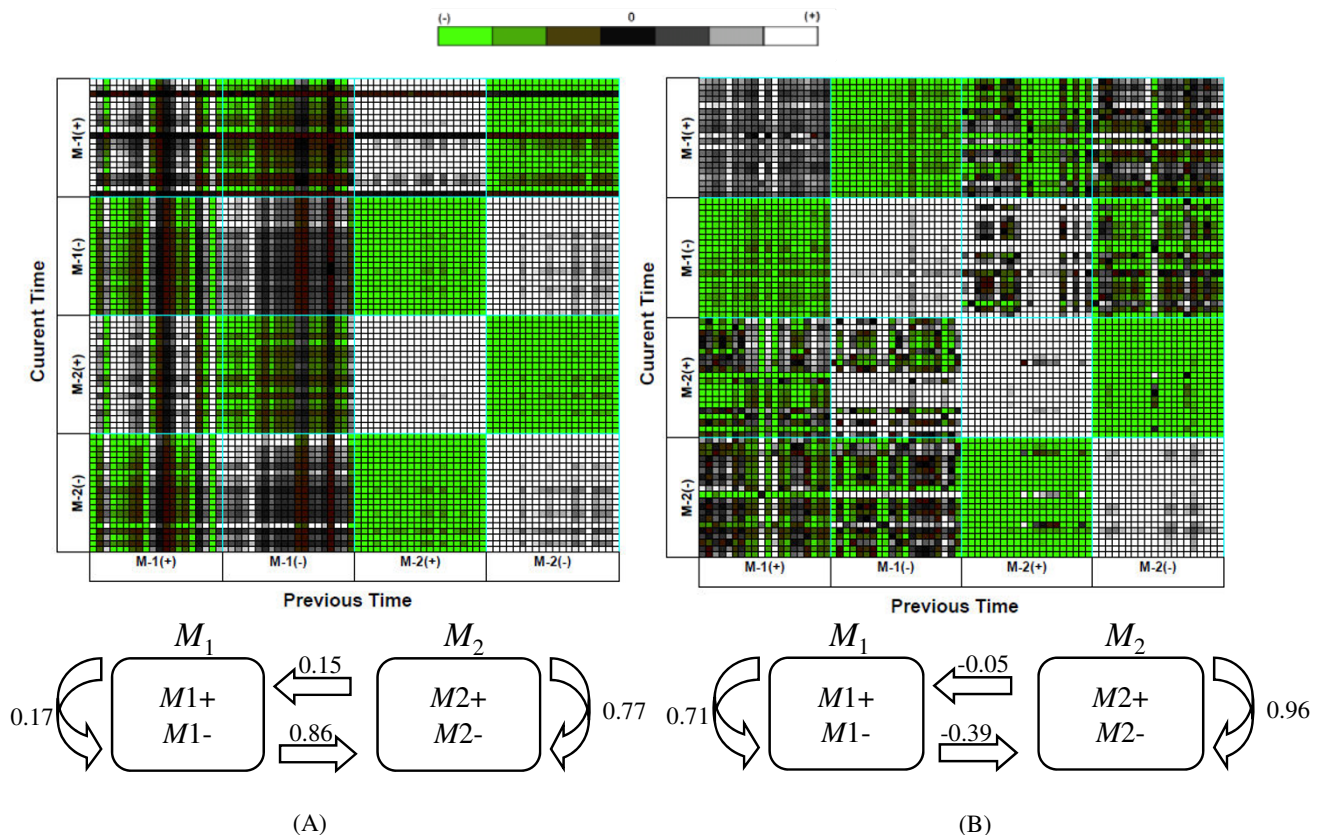 (-) 0 (+)
A B
Cuurent Time
M-1(+)
M-1(-)
M-2(+)
M-2(-)
M-1(+) M-1(-) M-2(+) M-2(-)
Previous Time
Cuurent Time
M-1(+)
M-1(-)
M-2(+)
M-2(-)
M-1(+) M-1(-) M-2(+) M-2(-)
Previous Time
M1 M2
0.17
M1+
M1-
0.15
0.86
M2+
M2-
0.77
(A)
M1 M2
0.71
M1+
M1-
-0.05
-0.39
M2+
M2-
0.96
(B)